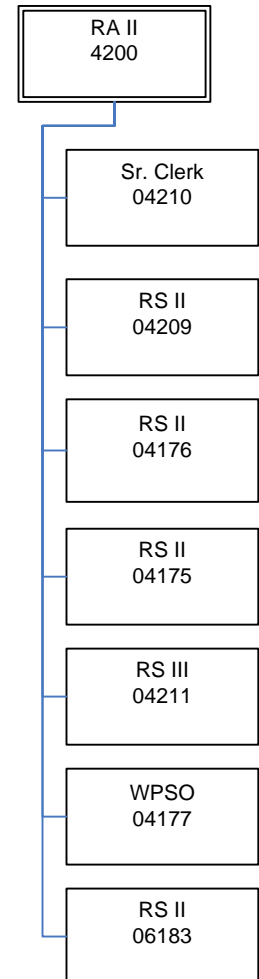 RA II
4200
Sr. Clerk
04210
RS II
04209
RS II
04176
RS II
04175
RS III
04211
WPSO
04177
RS II
06183